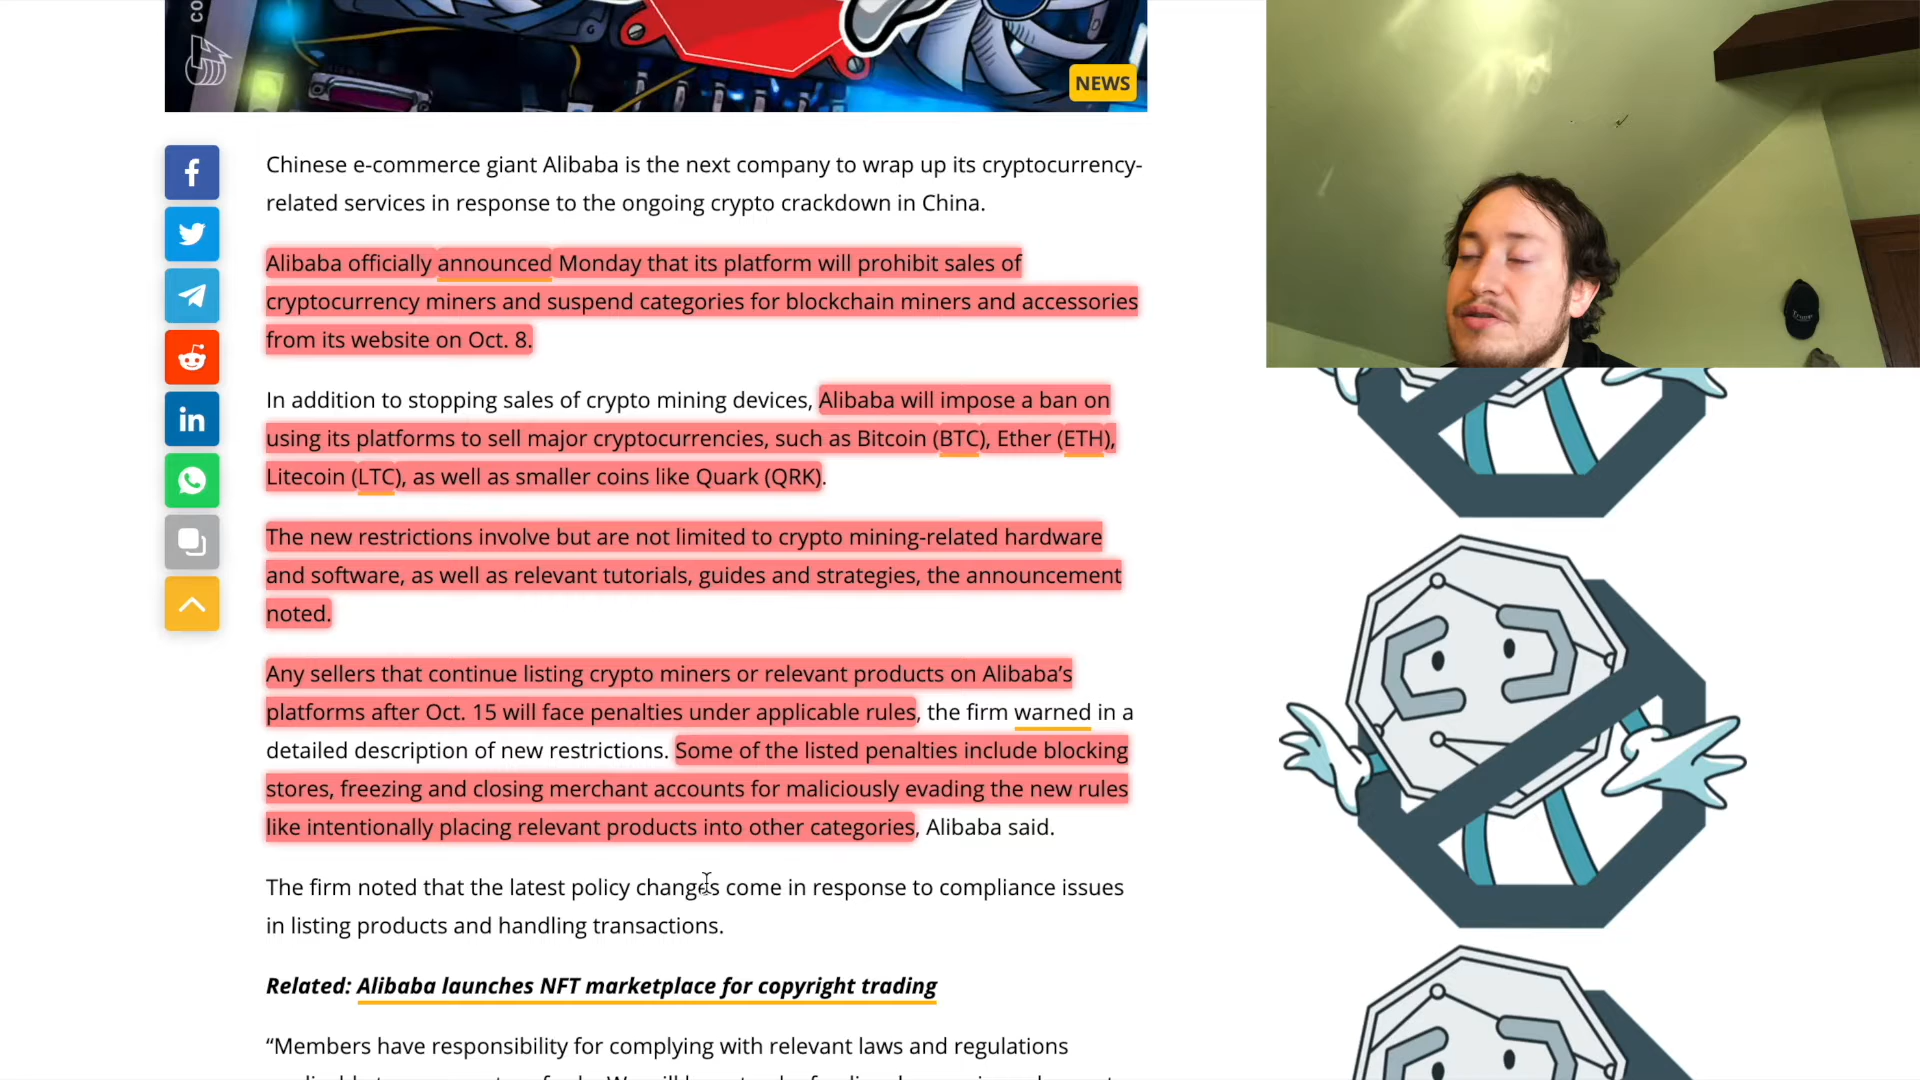 co
NEWS
Chinese e-commerce giant Alibaba is the next company to wrap up its cryptocurrency-
related services in response to the ongoing crypto crackdown in China.
Alibaba officially announced Monday that its platform will prohibit sales of
cryptocurrency miners and suspend categories for blockchain miners and accessories
from its website on Oct. 8.
In addition to stopping sales of crypto mining devices, Alibaba will impose a ban on
using its platforms to sell major cryptocurrencies, such as Bitcoin (BTC), Ether (ETH),
Litecoin (LTC), as well as smaller coins like Quark (QRK).
The new restrictions involve but are not limited to crypto mining-related hardware
and software, as well as relevant tutorials, guides and strategies, the announcement
noted.
Any sellers that continue listing crypto miners or relevant products on Alibaba’s
platforms after Oct. 15 will face penalties under applicable rules, the firm warned in a
detailed description of new restrictions. Some of the listed penalties include blocking
stores, freezing and closing merchant accounts for maliciously evading the new rules
like intentionally placing relevant products into other categories, Alibaba said.
The firm noted that the latest policy changes come in response to compliance issues
in listing products and handling transactions.
Related: Alibaba launches NFT marketplace for copyright trading
“Members have responsibility for complying with relevant laws and regulations